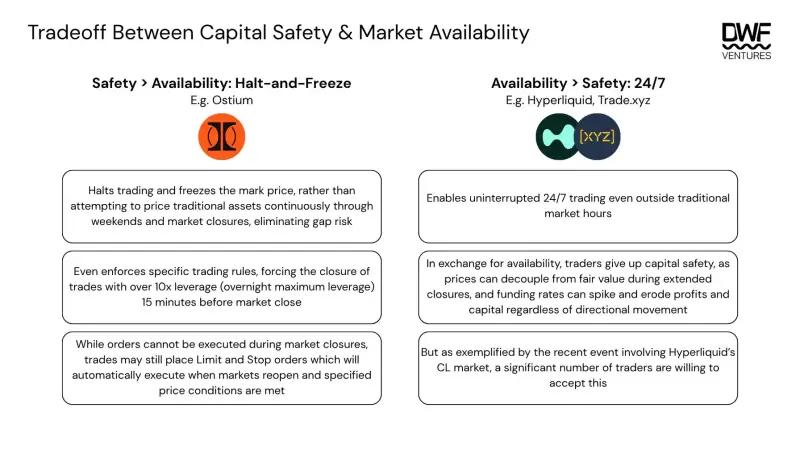 Tradeoff Between Capital Safety & Market Availability
DWF
VENTURES
Safety > Availability: Halt-and-Freeze
E.g. Ostium
Halts trading and freezes the mark price, rather than
attempting to price traditional assets continuously through
weekends and market closures, eliminating gap risk
Even enforces specific trading rules, forcing the closure of
trades with over 10x leverage (overnight maximum leverage)
15 minutes before market close
While orders cannot be executed during market closures,
trades may still place Limit and Stop orders which will
automatically execute when markets reopen and specified
price conditions are met
Availability > Safety: 24/7
E.g. Hyperliquid, Trade.xyz
[XYZ]
Enables uninterrupted 24/7 trading even outside traditional
market hours
In exchange for availability, traders give up capital safety, as
prices can decouple from fair value during extended
closures, and funding rates can spike and erode profits and
capital regardless of directional movement
But as exemplified by the recent event involving Hyperliquid's
CL market, a significant number of traders are willing to
accept this